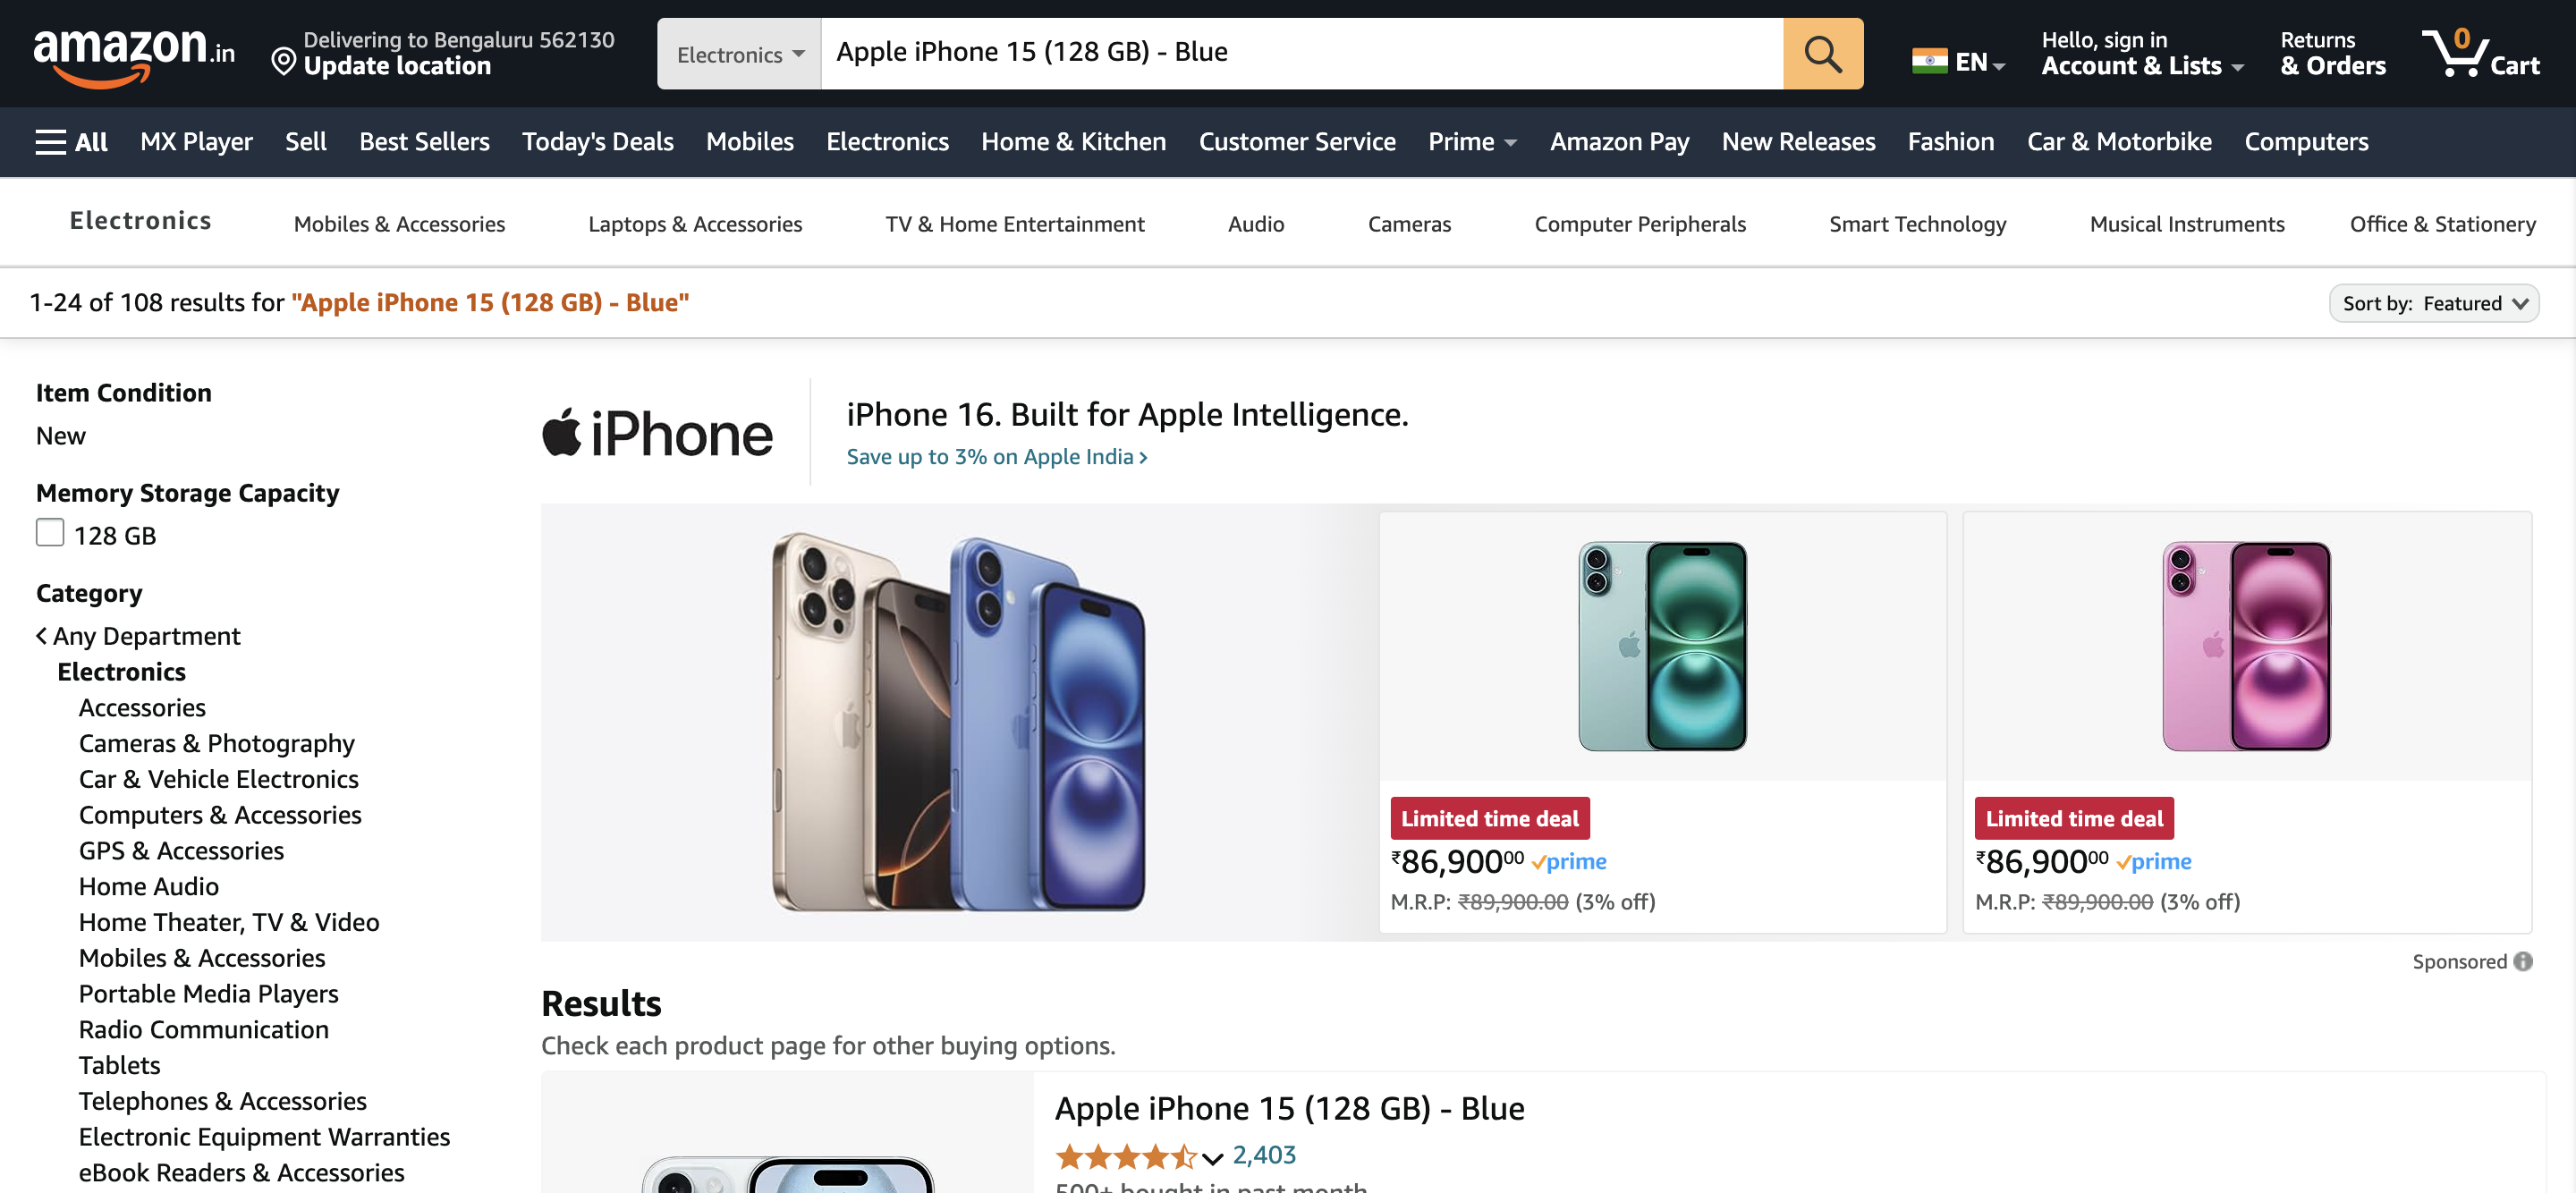 amazon.in
Delivering to Bengaluru 562130
Update location
Electronics
Apple iPhone 15 (128 GB) - Blue
EN
Hello, sign in
Account & Lists
Returns
& Orders
0
Cart
All
MX Player
Sell
Best Sellers
Today's Deals
Mobiles
Electronics
Home & Kitchen
Customer Service
Prime
Amazon Pay
New Releases
Fashion
Car & Motorbike
Computers
Electronics
Mobiles & Accessories
Laptops & Accessories
TV & Home Entertainment
Audio
Cameras
Computer Peripherals
Smart Technology
Musical Instruments
Office & Stationery
1-24 of 108 results for "Apple iPhone 15 (128 GB) - Blue"
Sort by: Featured
Item Condition
New
Memory Storage Capacity
128 GB
Category
Any Department
Electronics
Accessories
Cameras & Photography
Car & Vehicle Electronics
Computers & Accessories
GPS & Accessories
Home Audio
Home Theater, TV & Video
Mobiles & Accessories
Portable Media Players
Radio Communication
Tablets
Telephones & Accessories
Electronic Equipment Warranties
eBook Readers & Accessories
iPhone
iPhone 16. Built for Apple Intelligence.
Save up to 3% on Apple India ›
Limited time deal
₹86,90000 prime
M.R.P: ₹89,900.00 (3% off)
Limited time deal
₹86,90000 prime
M.R.P: ₹89,900.00 (3% off)
Sponsored
Results
Check each product page for other buying options.
Apple iPhone 15 (128 GB) - Blue
2,403
500+ bought in past month